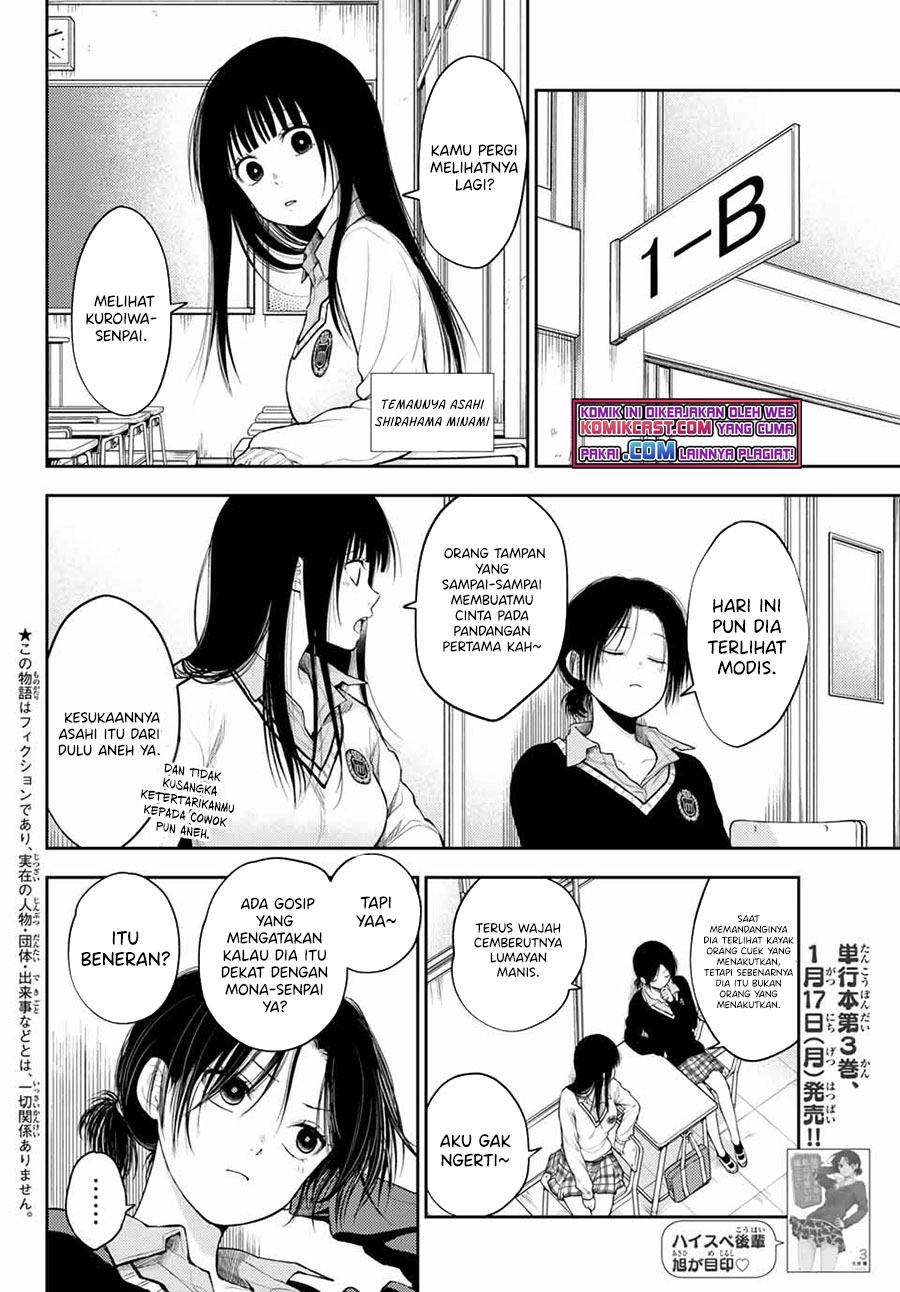 1-B
KOMIK INI DIKERJAKAN OLEH WEB
KOMIKCAST.COM YANG CUMA
PAKAI .COM LAINNYA PLAGIAT!
KAMU PERGI
MELIHATNYA
LAGI?
MELIHAT
KUROIWA-
SENPAI.
TEMANNYA ASAHI
SHIRAHAMA MINAMI
HARI INI
PUN DIA
TERLIHAT
MODIS.
ORANG TAMPAN
YANG
SAMPAI-SAMPAI
MEMBUATMU
CINTA PADA
PANDANGAN
PERTAMA KAH~
KESUKAANNYA
ASAHI ITU DARI
DULU ANEH YA.
DAN TIDAK
KUSANGKA
KETERTARIKANMU
KEPADA COWOK
PUN ANEH.
SAAT
MEMANDANGINYA
DIA TERLIHAT KAYAK
ORANG CUEK YANG
MENAKUTKAN,
TETAPI SEBENARNYA
DIA ITU BUKAN
ORANG YANG
MENAKUTKAN.
TERUS WAJAH
CEMBERUTNYA
LUMAYAN
MANIS.
AKU GAK
NGERTI~
TAPI
YAA~
ADA GOSIP
YANG
MENGATAKAN
KALAU DIA ITU
DEKAT DENGAN
MONA-SENPAI
YA?
ITU
BENERAN?
......
単行本第3巻、
1月17日(月)発売!!
3
ハイスペ後輩
旭が目印♡
★この物語はフィクションであり、実在の人物・団体・出来事などとは、一切関係ありません。